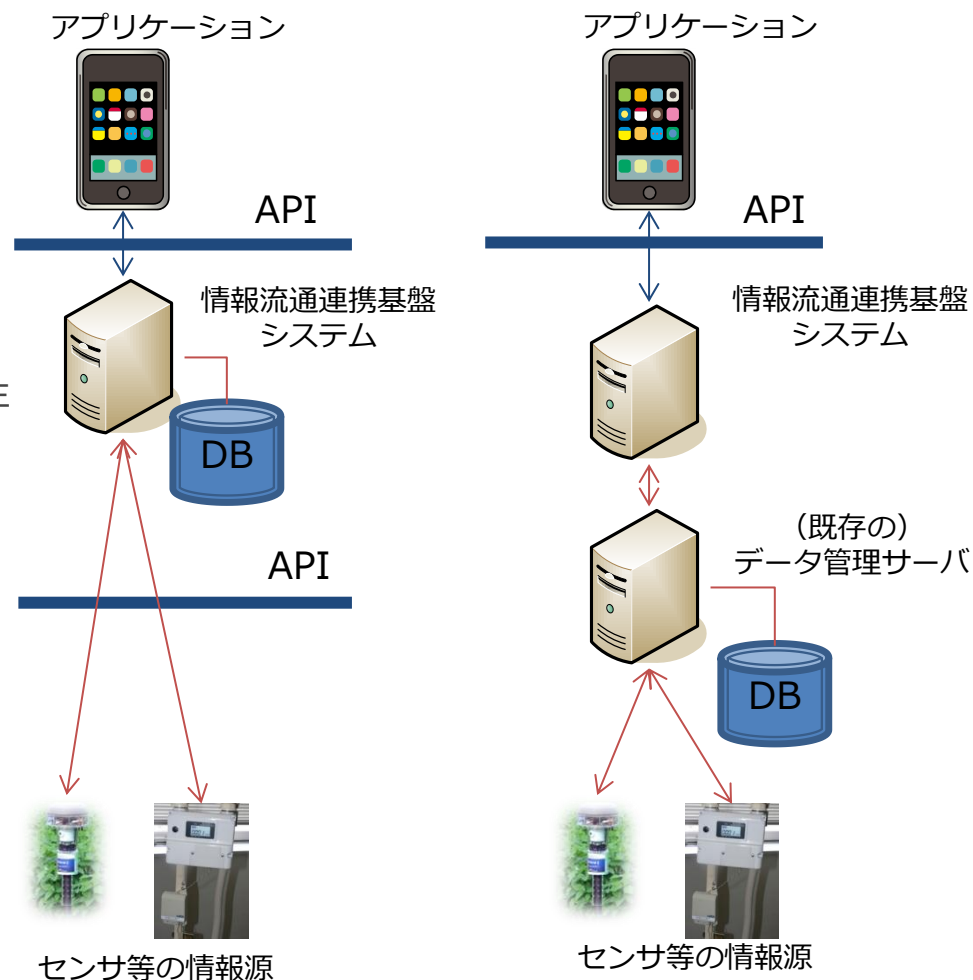 アプリケーション
API
情報流通連携基盤
システム
DB
API
センサ等の情報源
アプリケーション
API
情報流通連携基盤
システム
(既存の)
データ管理サーバ
DB
センサ等の情報源